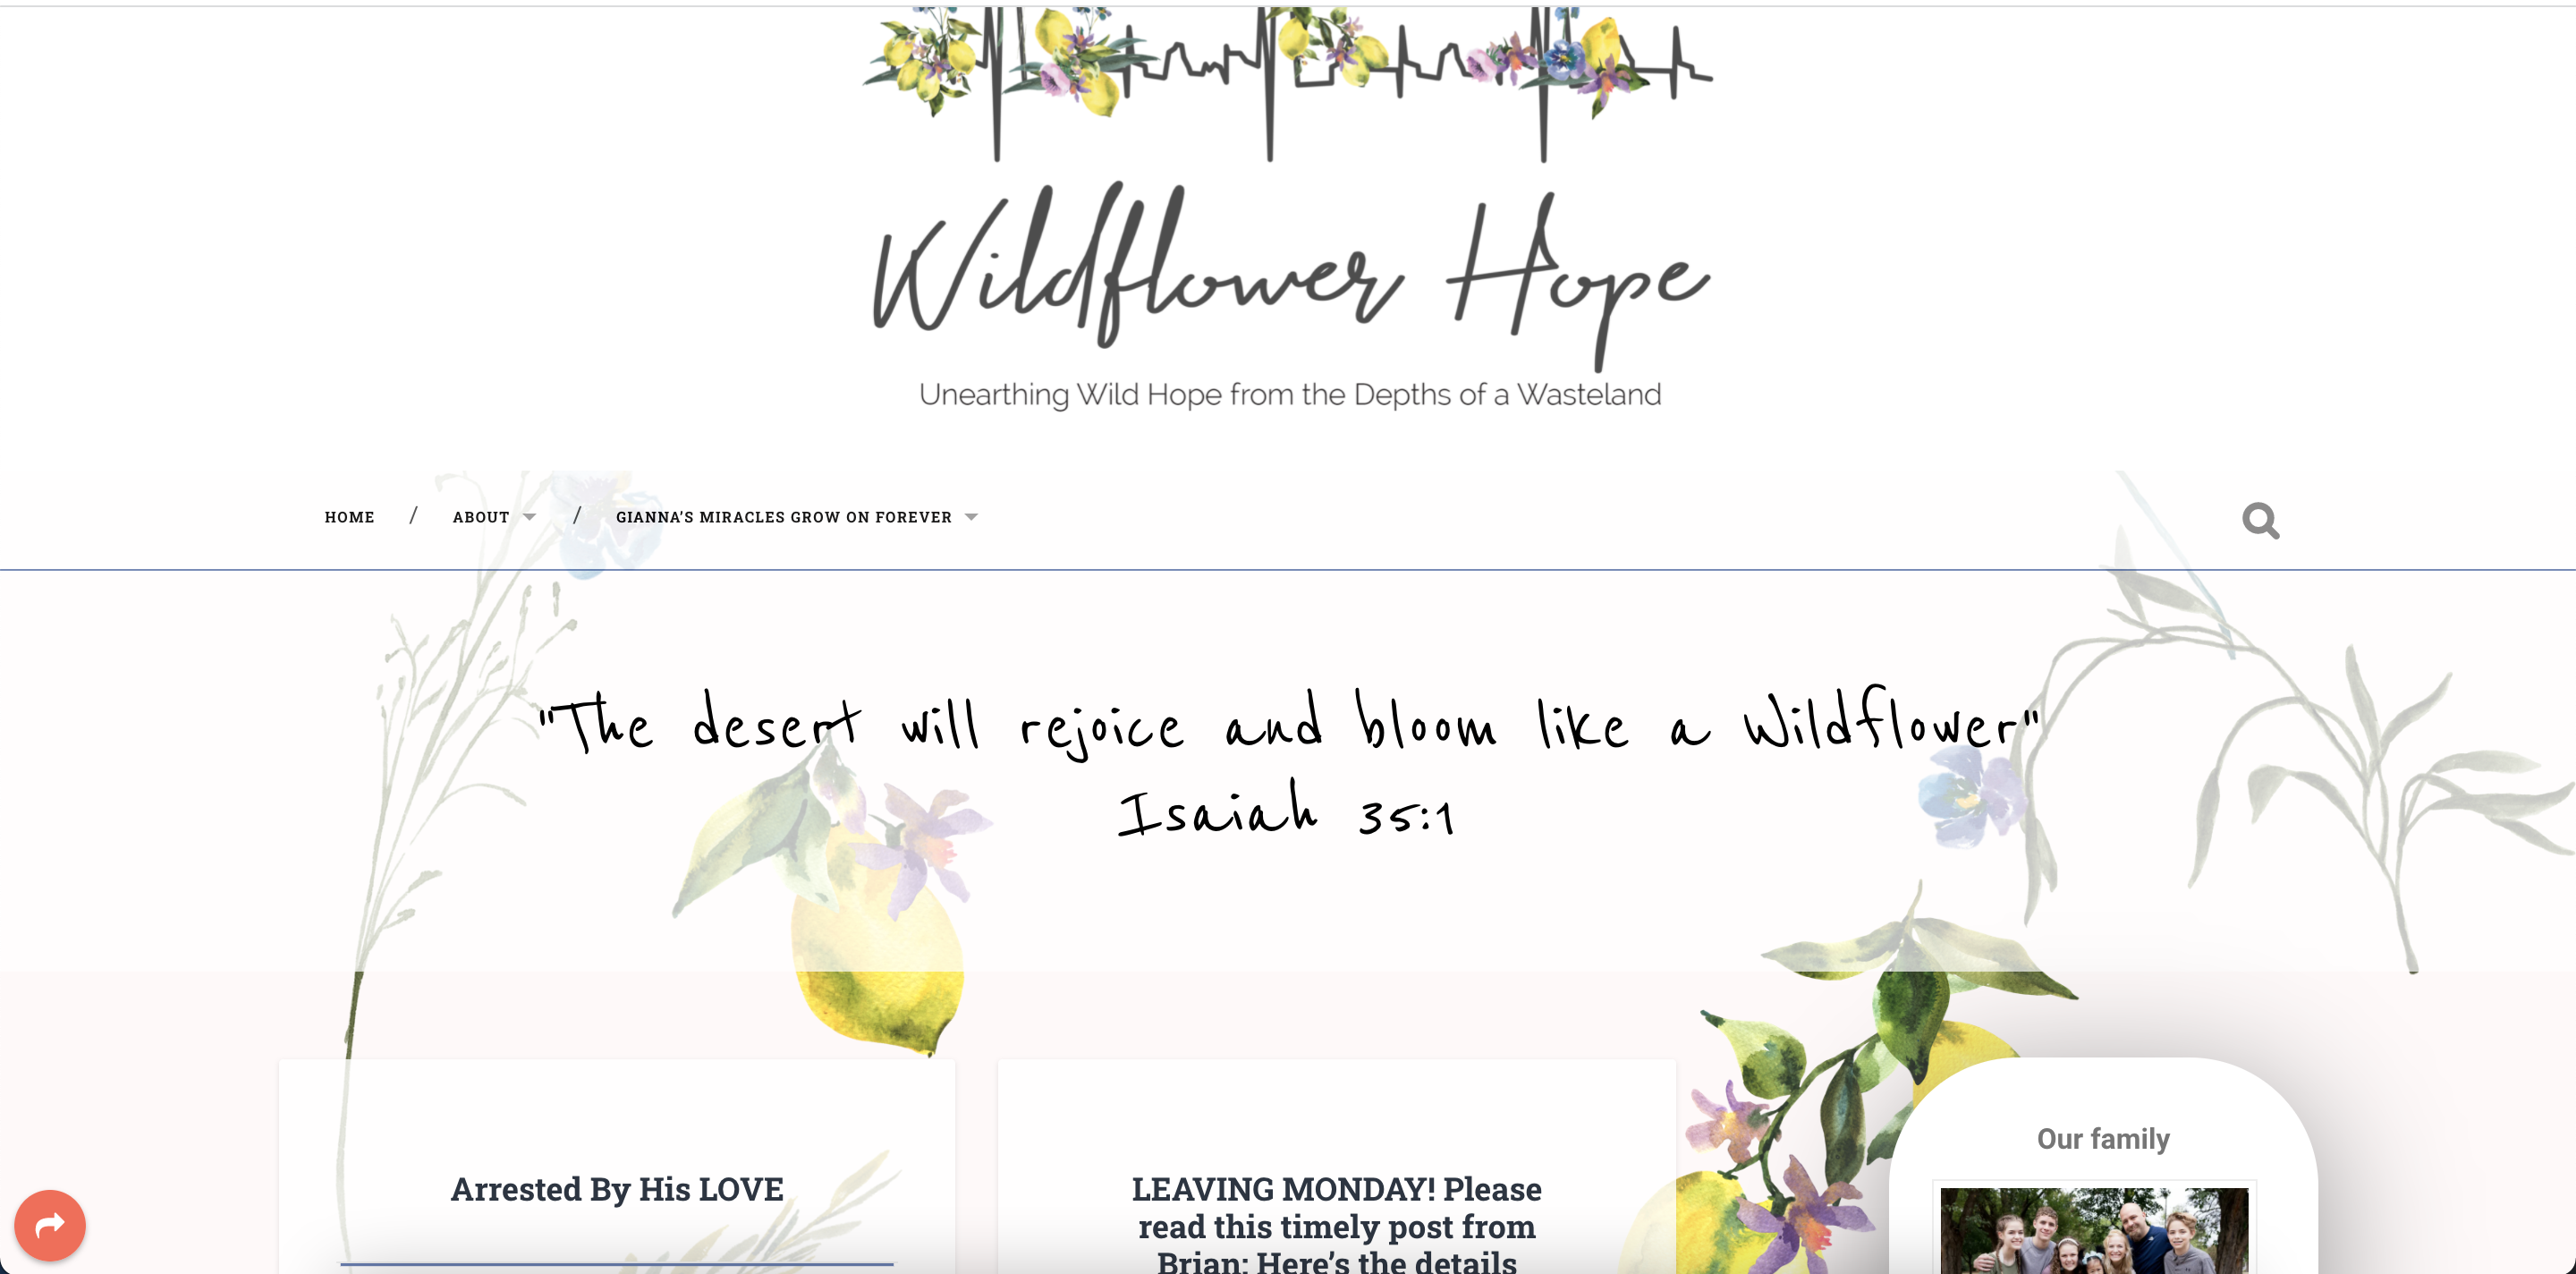 Wildflower Hope
Unearthing Wild Hope from the Depths of a Wasteland
HOME / ABOUT / GIANNA’S MIRACLES GROW ON FOREVER
"The desert will rejoice and bloom like a Wildflower"
Isaiah 35:1
Arrested By His LOVE
LEAVING MONDAY! Please
read this timely post from
Brian: Here’s the details
Our family